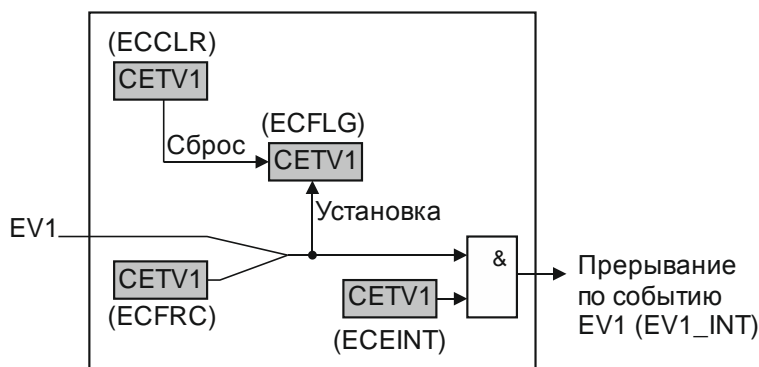 (ECCLR)
CETV1
(ECFLG)
Сброс
CETV1
Установка
EV1
&
CETV1
(ECFRC)
CETV1
(ECEINT)
Прерывание
по событию
EV1 (EV1_INT)